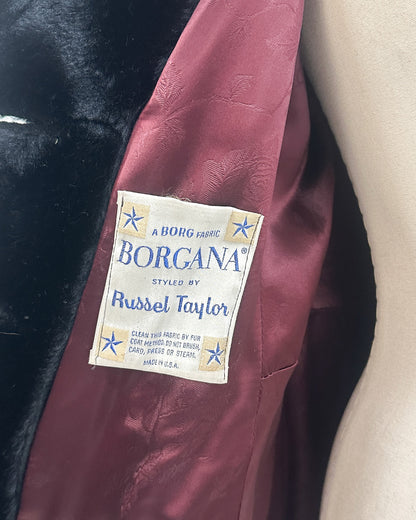 A BORG FABRIC
BORGANA®
STYLED BY
Russel Taylor
CLEAN THIS FABRIC BY FUR
COAT METHOD. DO NOT BRUSH,
CARD, PRESS OR STEAM.
MADE IN U.S.A.